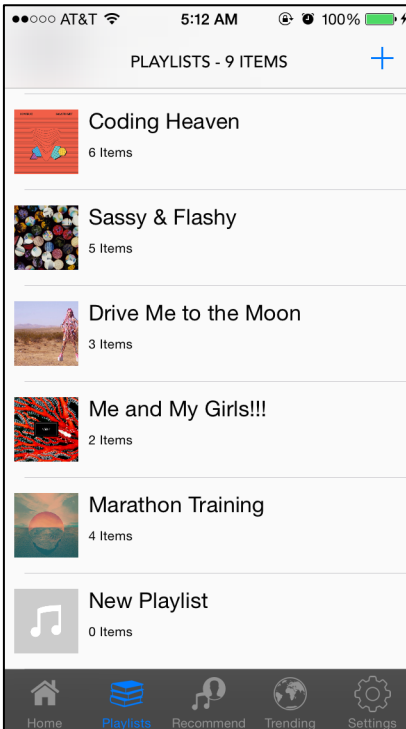 AT&T 5:12 AM 100%
PLAYLISTS - 9 ITEMS
Coding Heaven
6 Items
Sassy & Flashy
5 Items
Drive Me to the Moon
3 Items
Me and My Girls!!!
2 Items
Marathon Training
4 Items
New Playlist
0 Items
Home Playlists Recommend Trending Settings